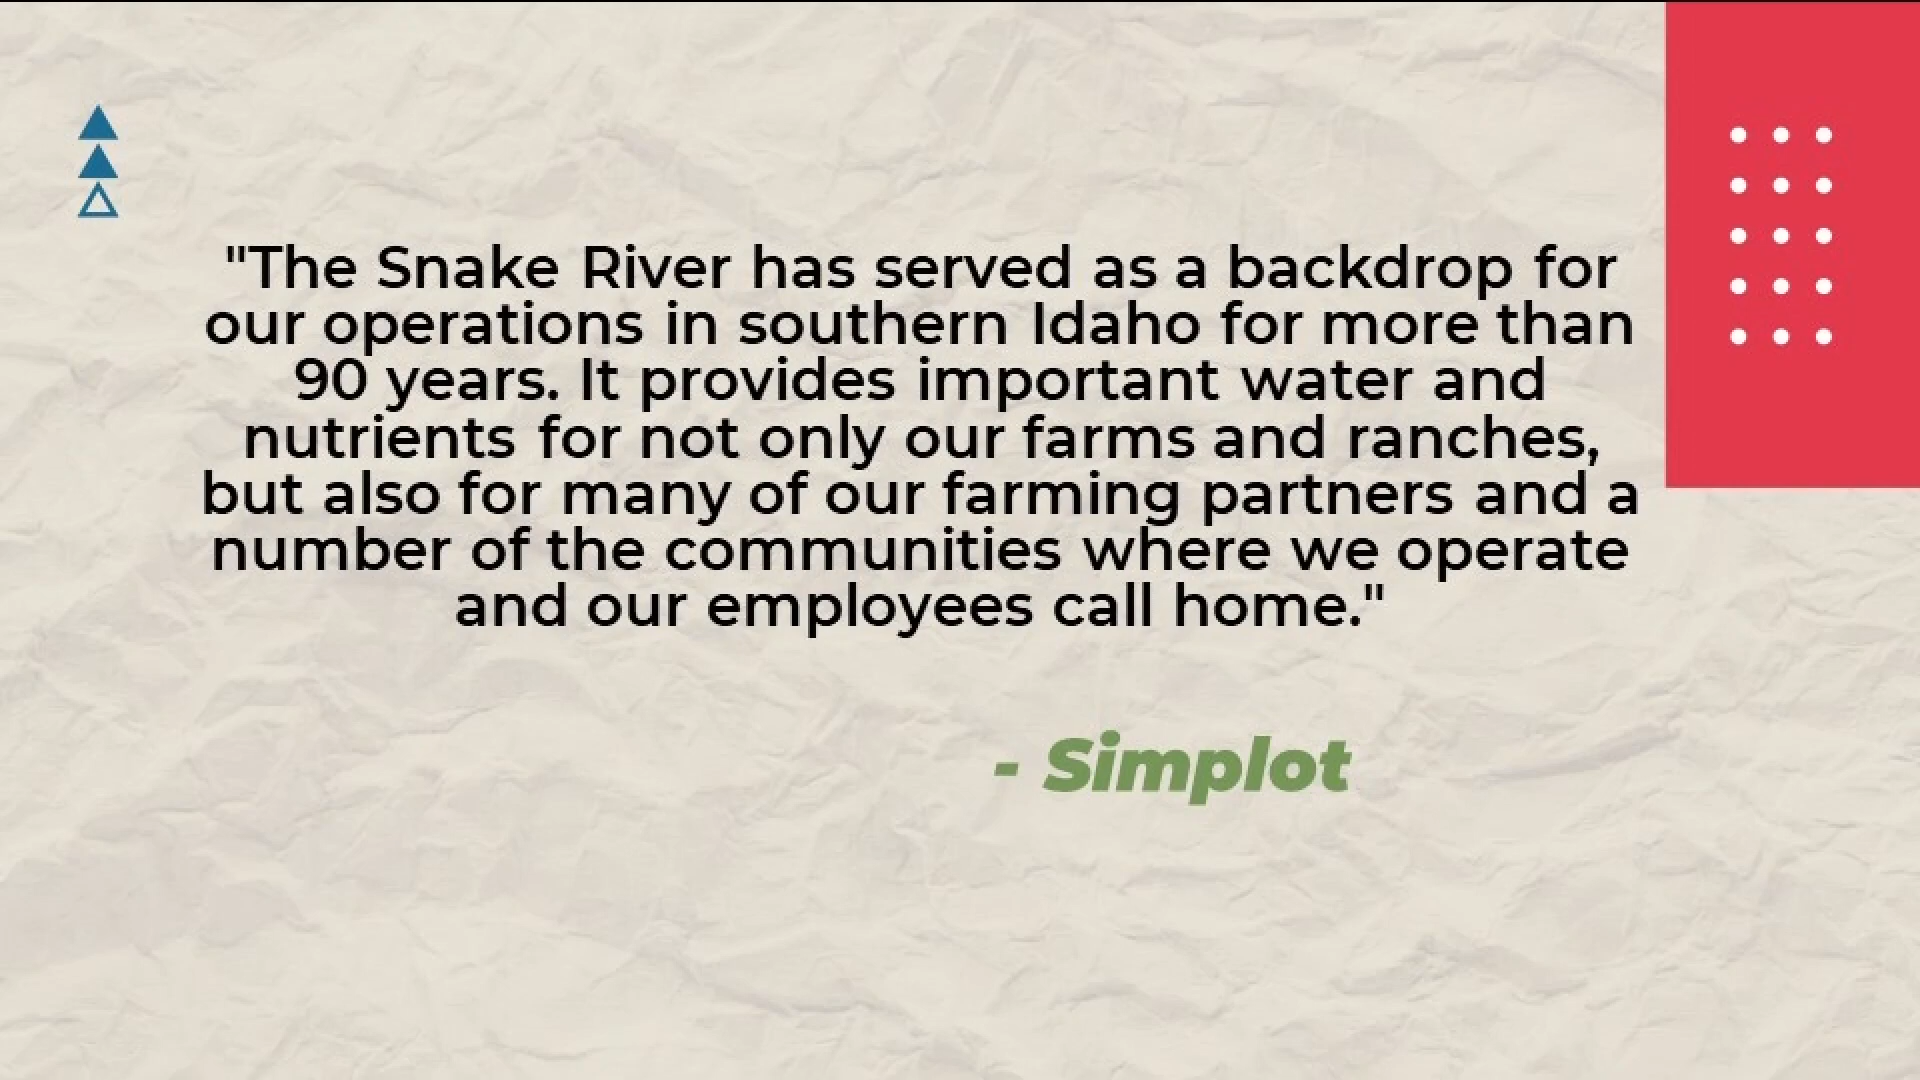 "The Snake River has served as a backdrop for
our operations in southern Idaho for more than
90 years. It provides important water and
nutrients for not only our farms and ranches,
but also for many of our farming partners and a
number of the communities where we operate
and our employees call home."
- Simplot